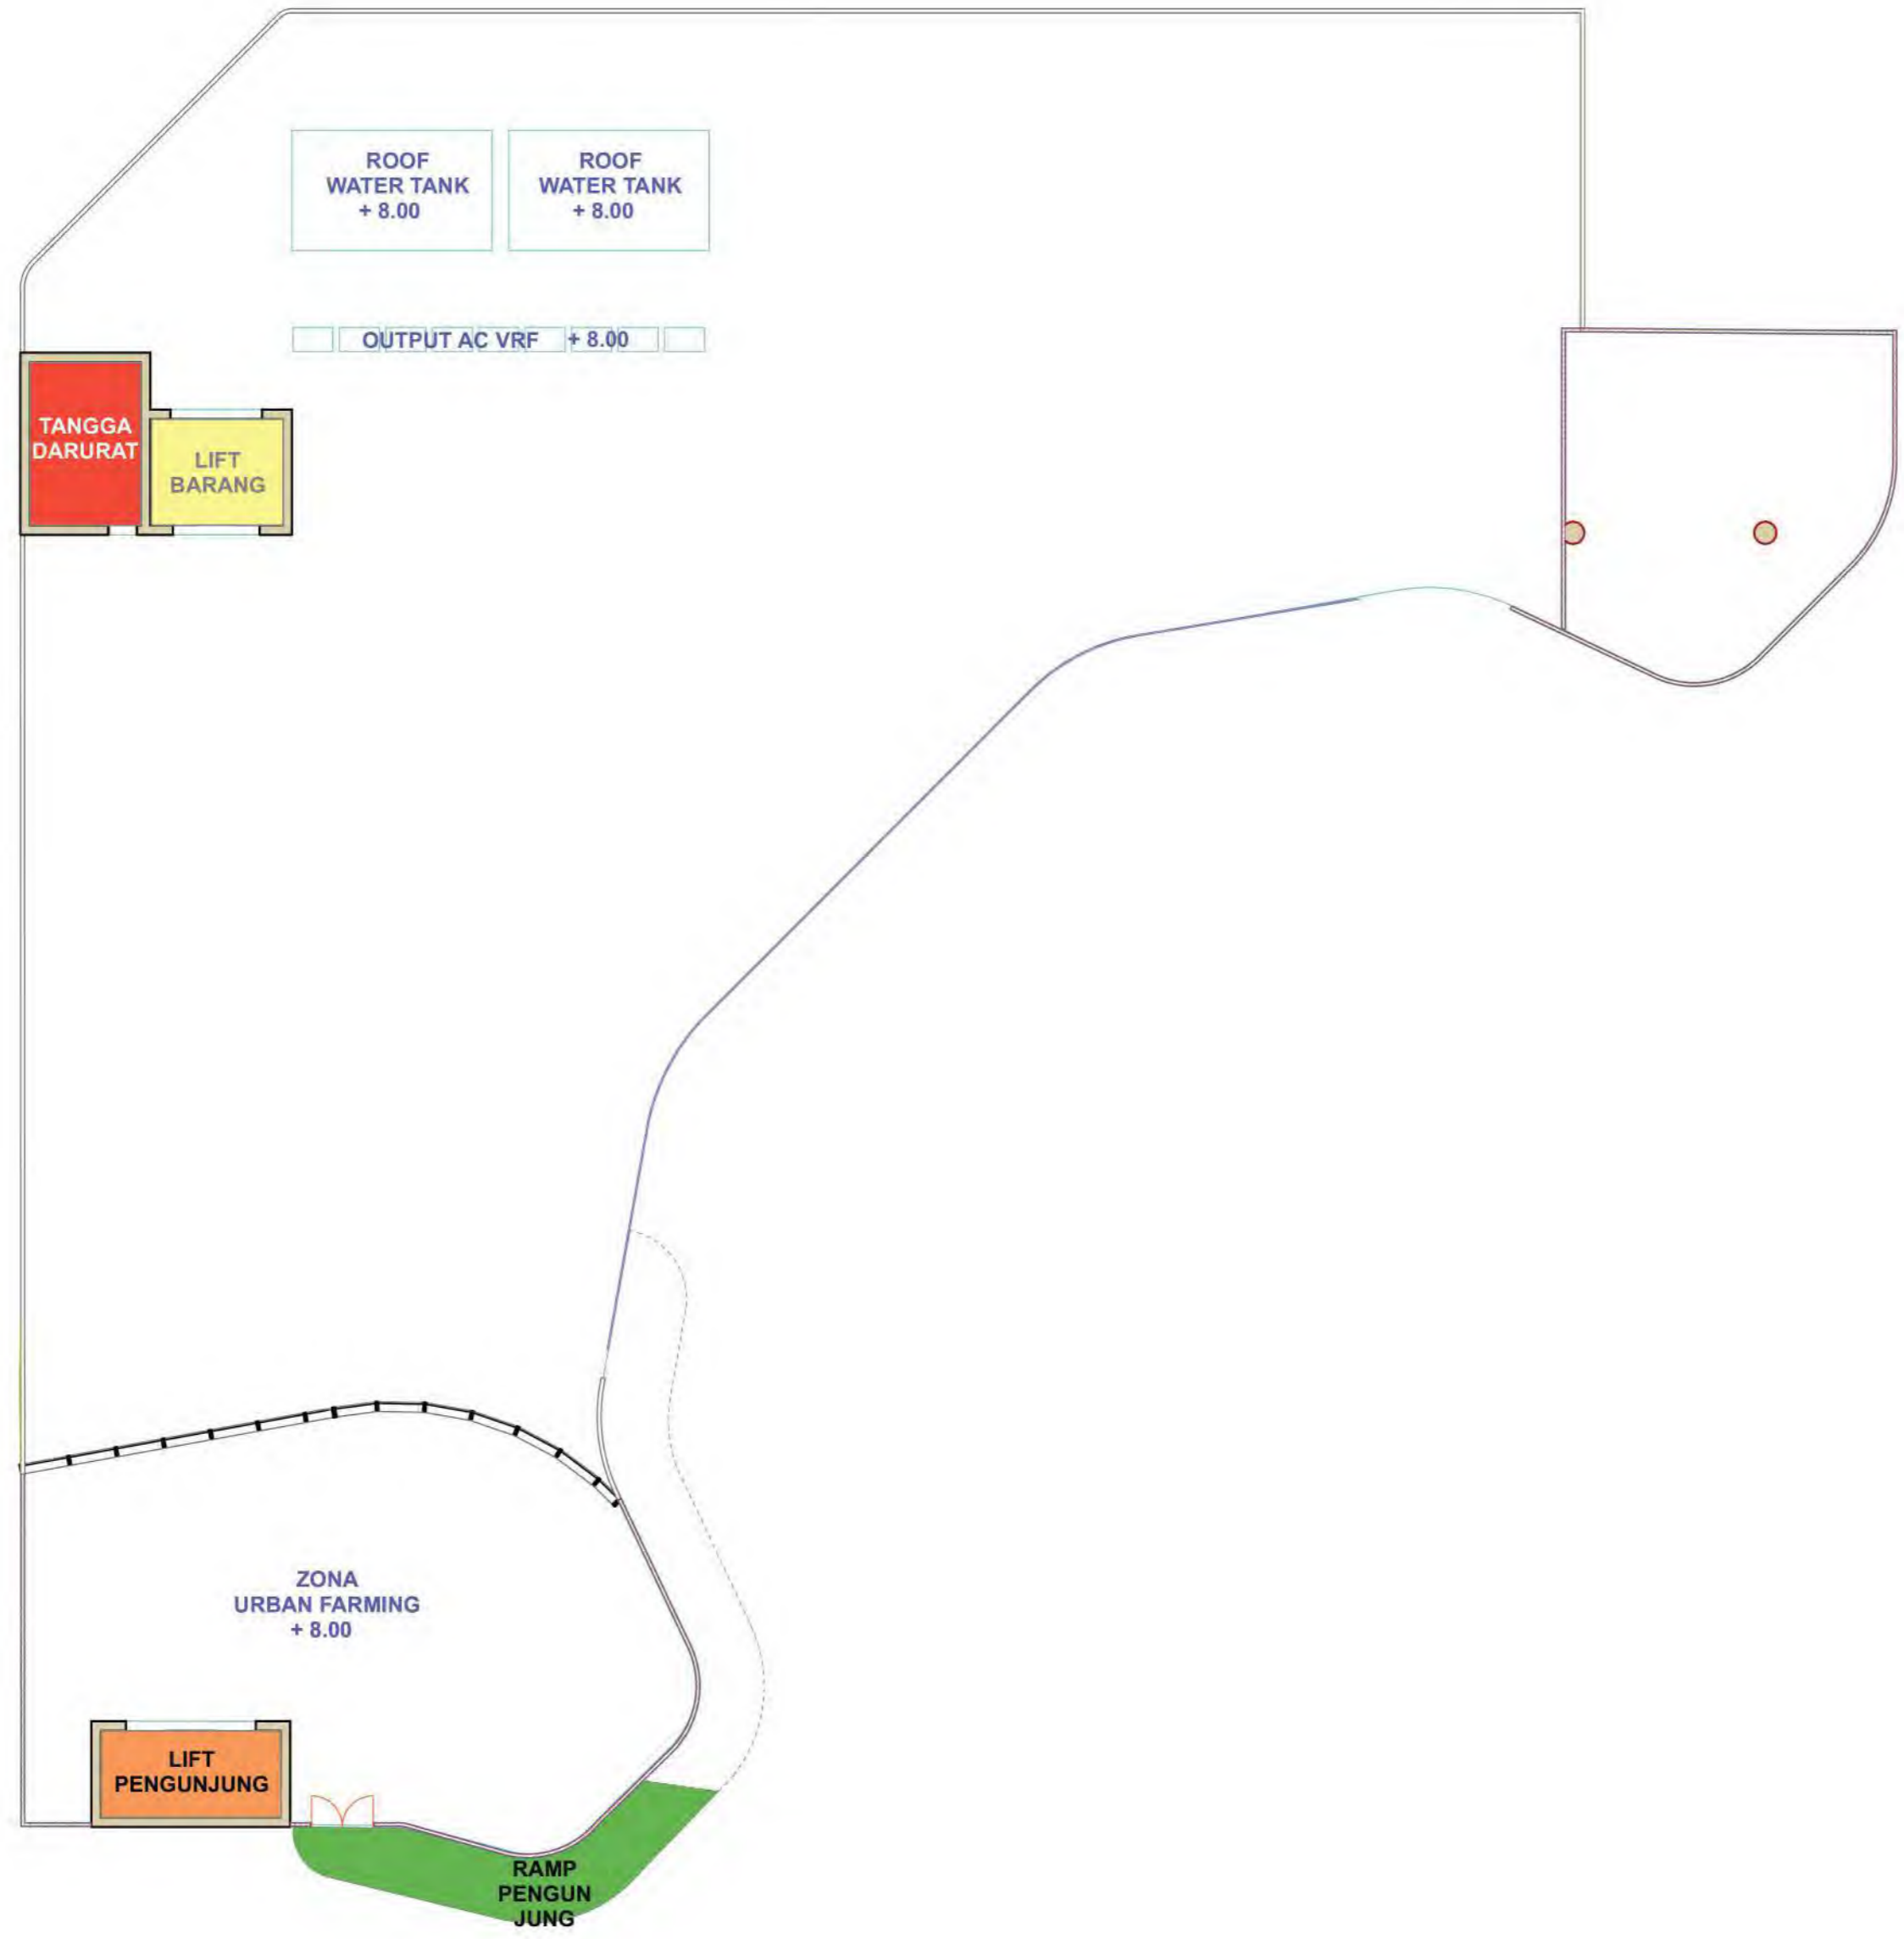 ROOF
WATER TANK
+ 8.00
ROOF
WATER TANK
+ 8.00
OUTPUT AC VRF + 8.00
TANGGA
DARURAT
LIFT
BARANG
ZONA
URBAN FARMING
+ 8.00
LIFT
PENGUNJUNG
RAMP
PENGUN
JUNG